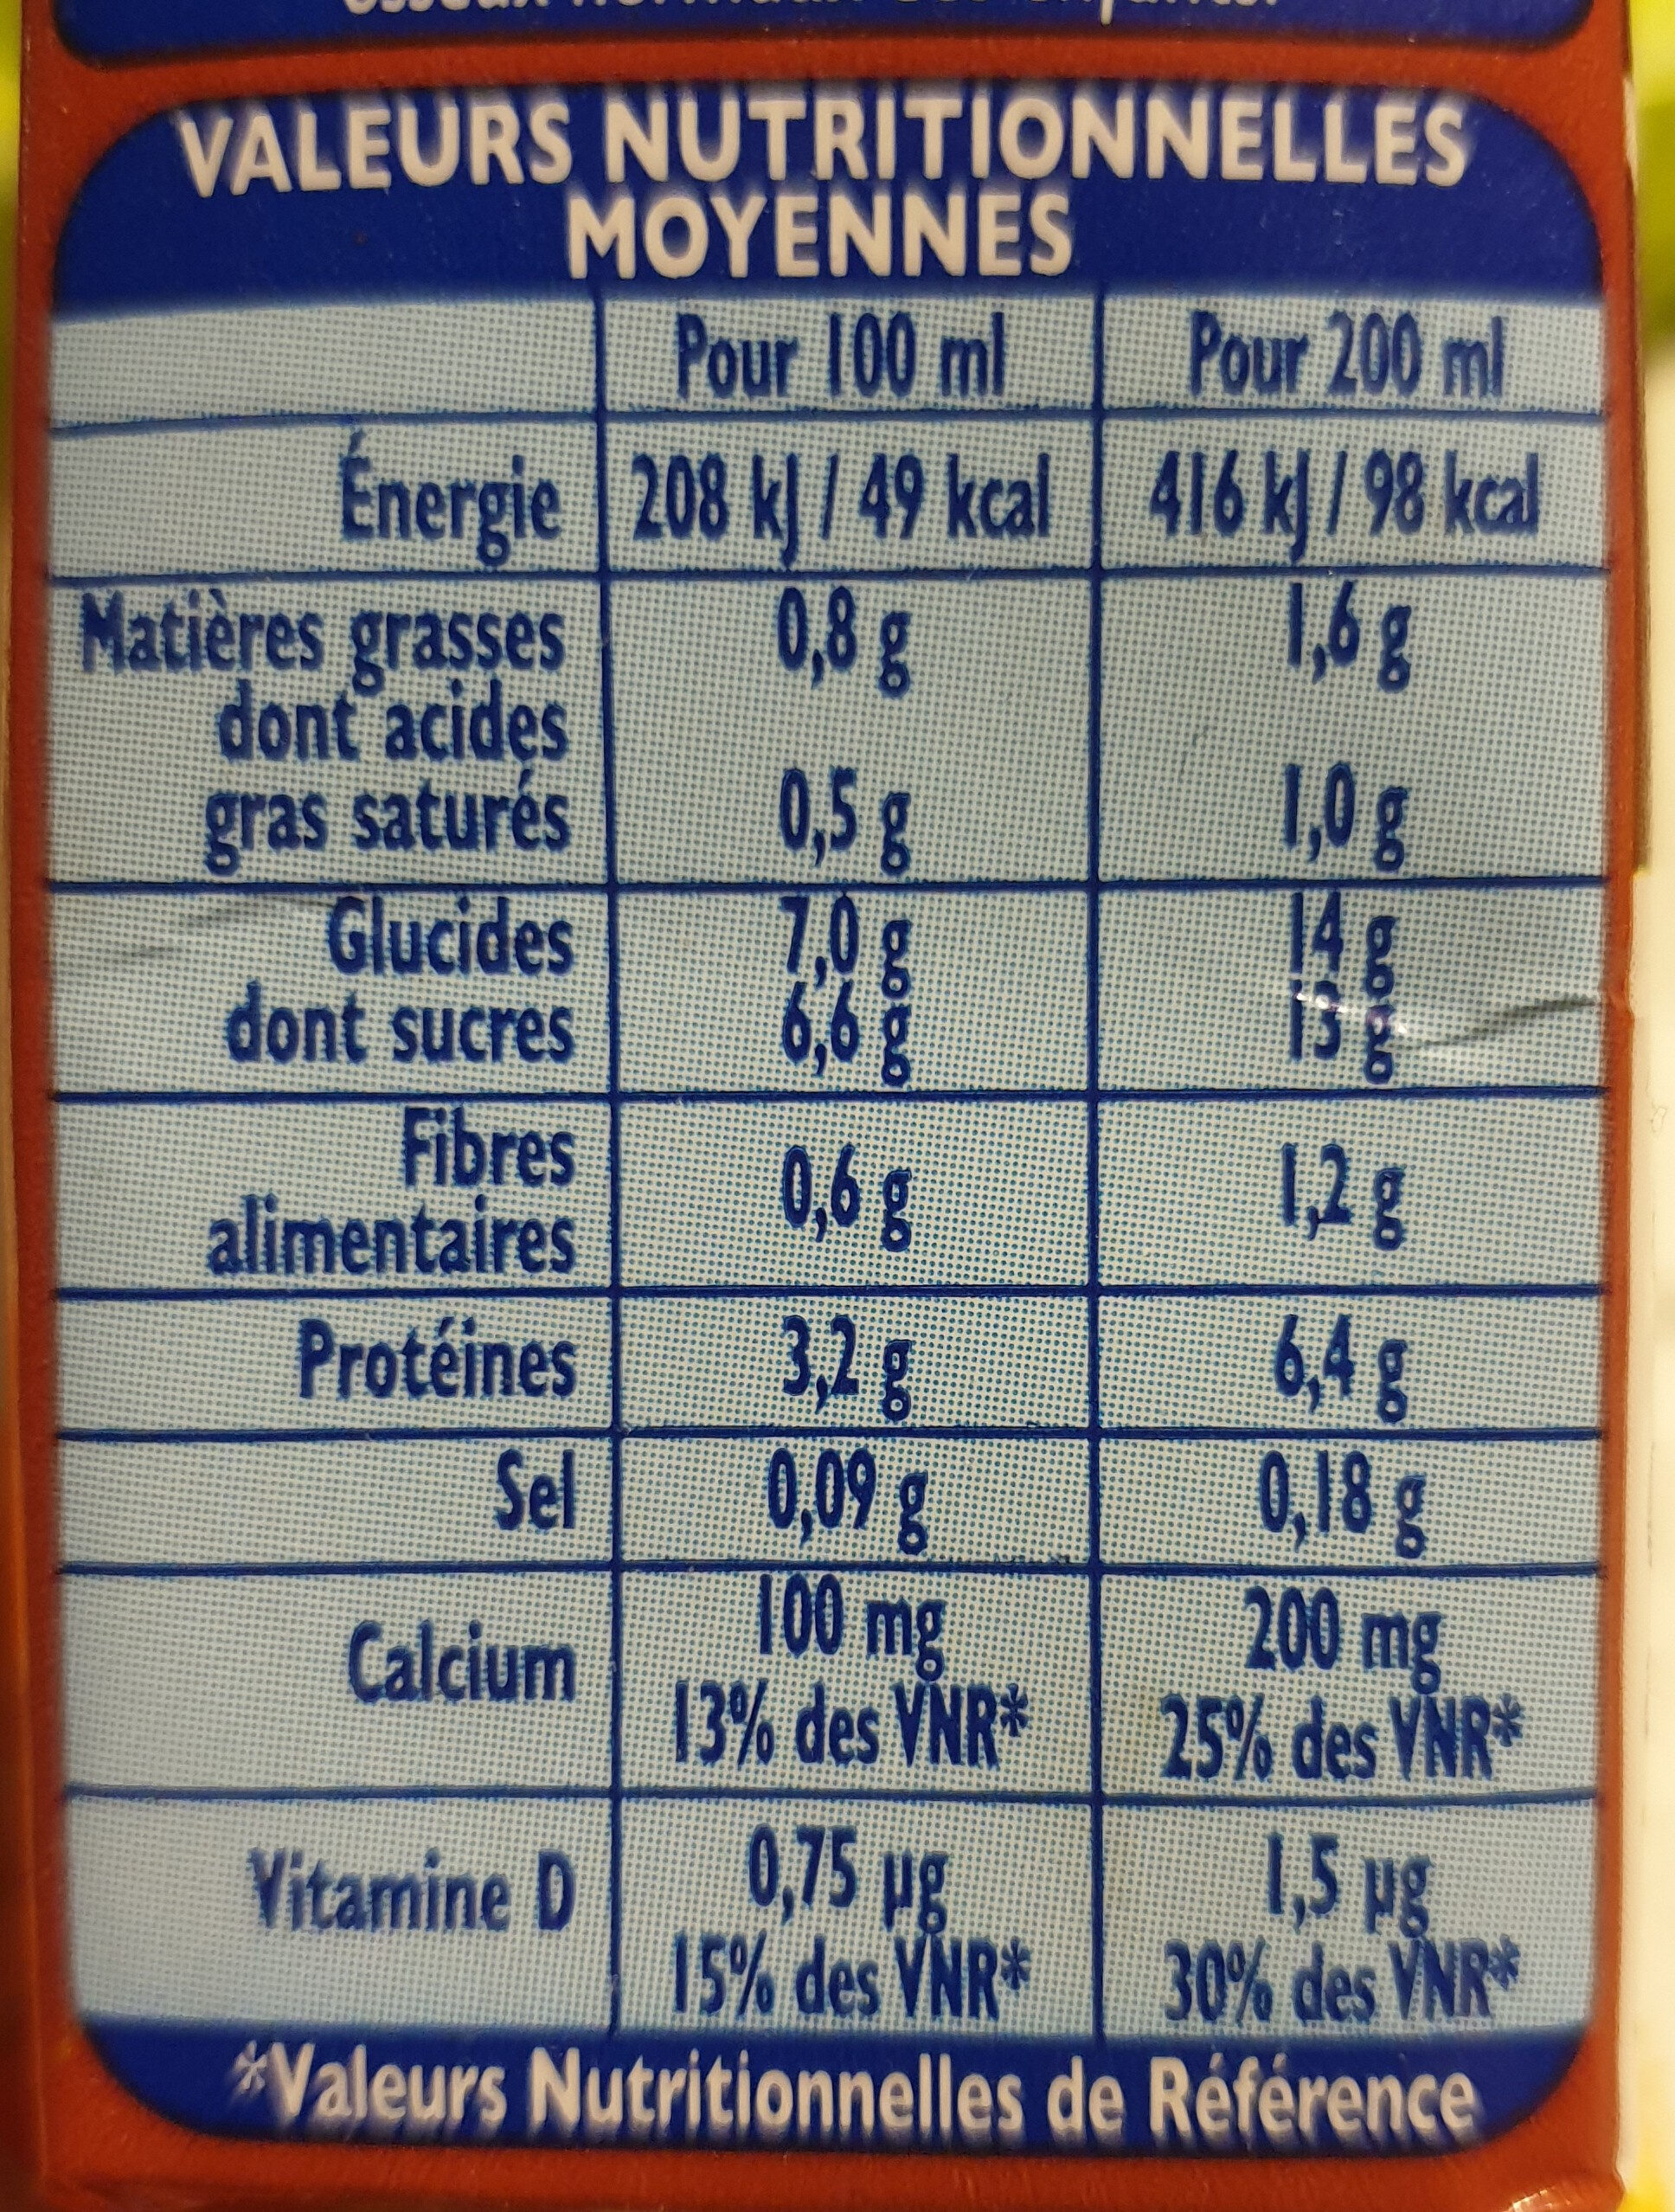 VALEURS NUTRITIONNELLES
MOYENNES
Pour 100 ml Pour 200 ml
Énergie 208 kJ / 49 kcal 416 kJ / 98 kcal
Matières grasses 0,8 g 1,6 g
dont acides
gras saturés 0,5 g 1,0 g
Glucides 7,0 g 14 g
dont sucres 6,6 g 13 g
Fibres
alimentaires 0,6 g 1,2 g
Protéines 3,2 g 6,4 g
Sel 0,09 g 0,18 g
Calcium 100 mg 200 mg
13% des VNR* 25% des VNR*
Vitamine D 0,75 µg 1,5 µg
15% des VNR* 30% des VNR*
*Valeurs Nutritionnelles de Référence